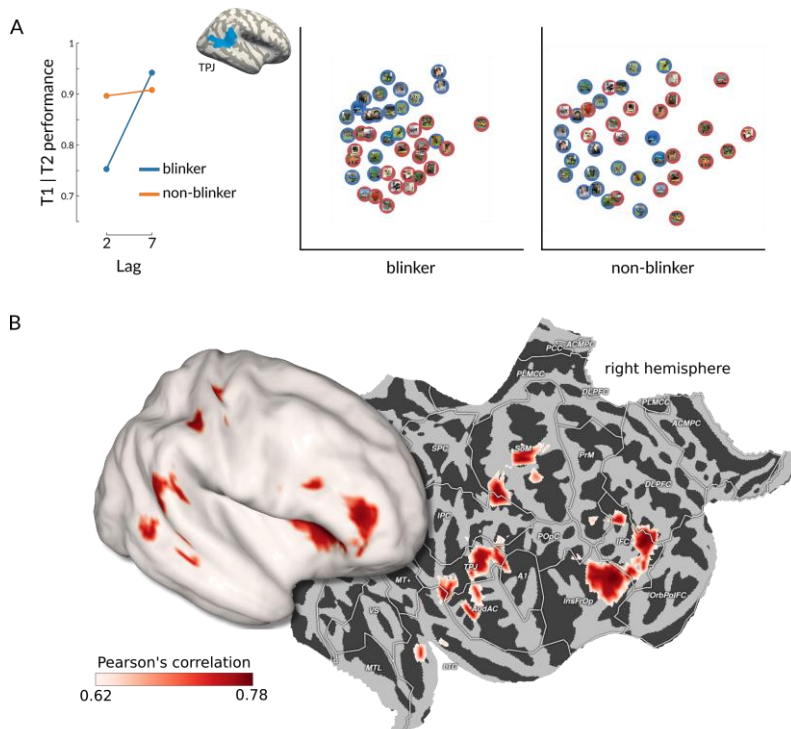 A
TPJ
1
0.9
0.8
0.7
T1 | T2 performance
blinker
non-blinker
2
7
Lag
blinker
non-blinker
B
right hemisphere
PCC
ACMPC
PLMCC
DLPFC
PLMCC
ACMPC
SPC
SoM
PrM
DLPFC
IPC
POpC
IFC
TPJ
A1
MT+
InsFrOp
OrbPolFC
VS
AudAC
MTL
Pearson's correlation
0.62
0.78